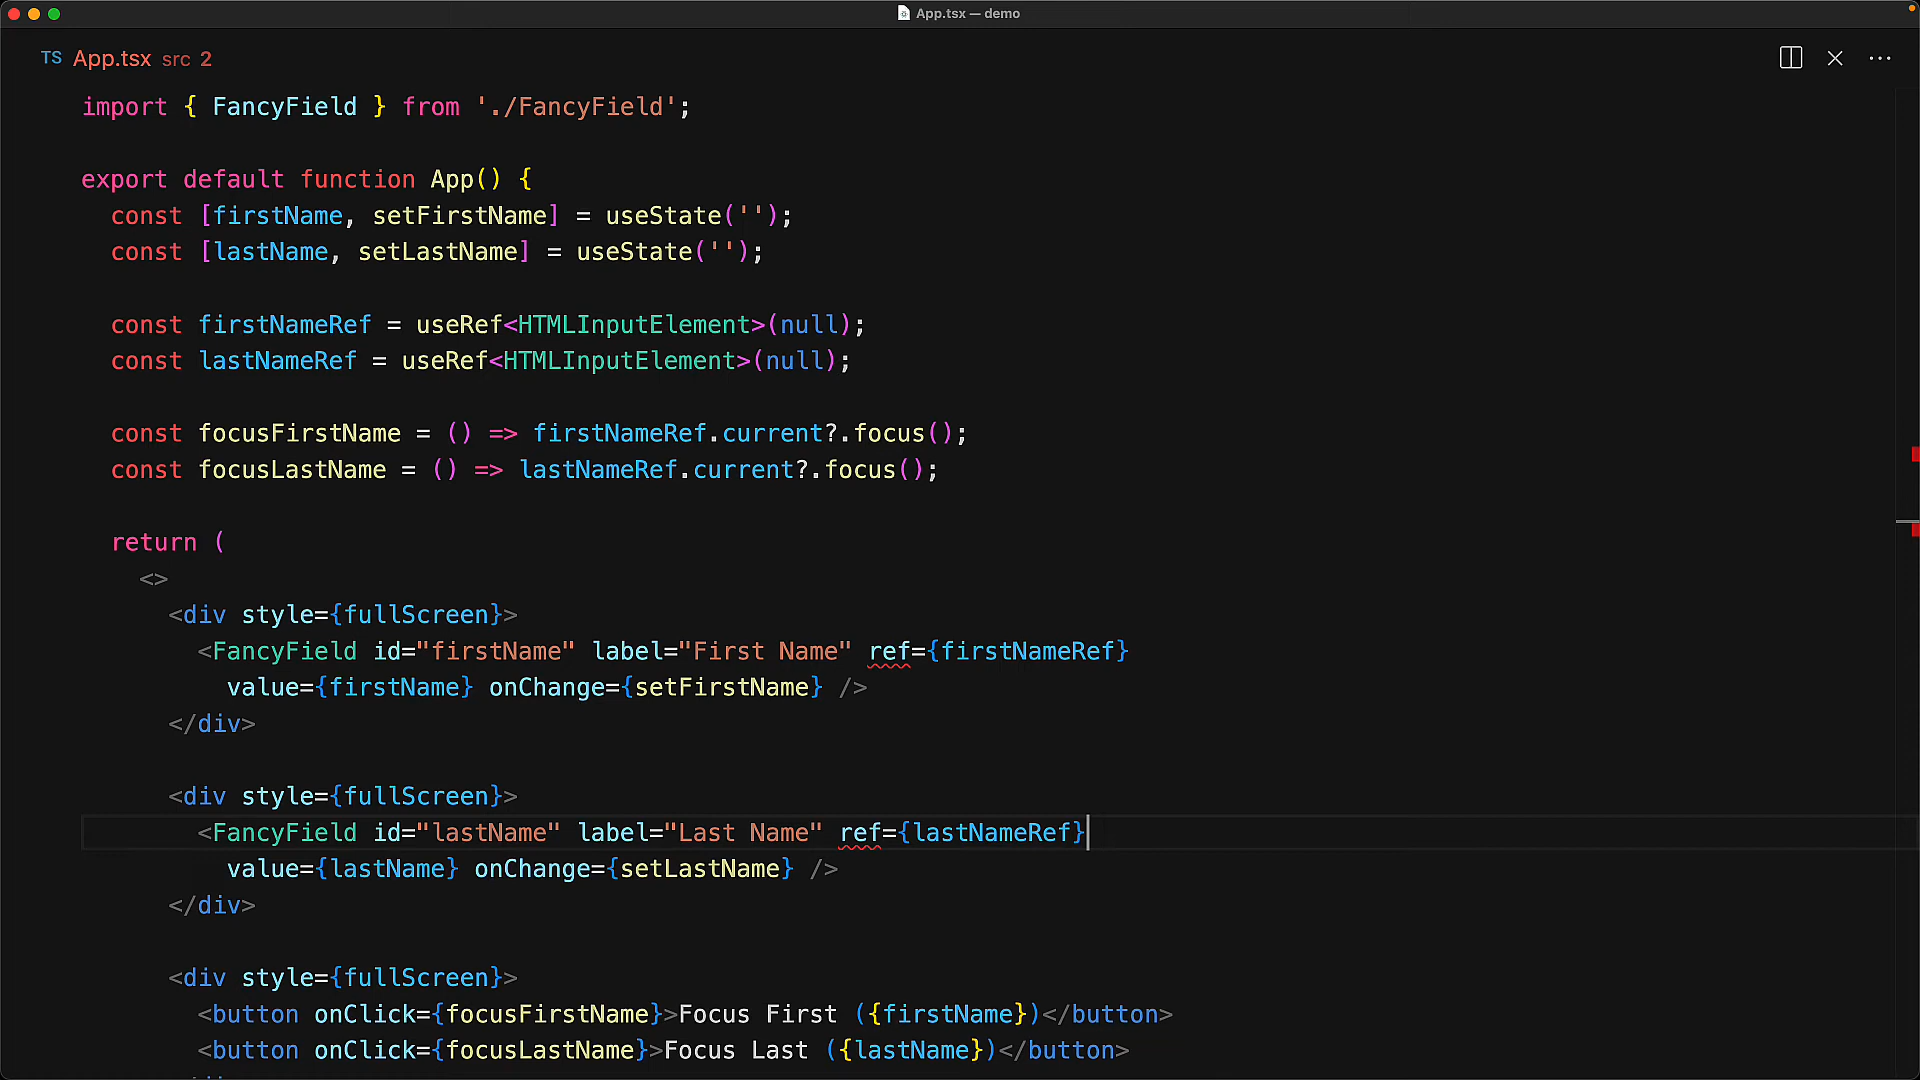 App.tsx — demo
TS App.tsx src 2
import { FancyField } from './FancyField';
export default function App() {
const [firstName, setFirstName] = useState('');
const [lastName, setLastName] = useState('');
const firstNameRef = useRef<HTMLInputElement>(null);
const lastNameRef = useRef<HTMLInputElement>(null);
const focusFirstName = () => firstNameRef.current?.focus();
const focusLastName = () => lastNameRef.current?.focus();
return (
<>
<div style={fullScreen}>
<FancyField id="firstName" label="First Name" ref={firstNameRef}
value={firstName} onChange={setFirstName} />
</div>
<div style={fullScreen}>
<FancyField id="lastName" label="Last Name" ref={lastNameRef}
value={lastName} onChange={setLastName} />
</div>
<div style={fullScreen}>
<button onClick={focusFirstName}>Focus First ({firstName})</button>
<button onClick={focusLastName}>Focus Last ({lastName})</button>